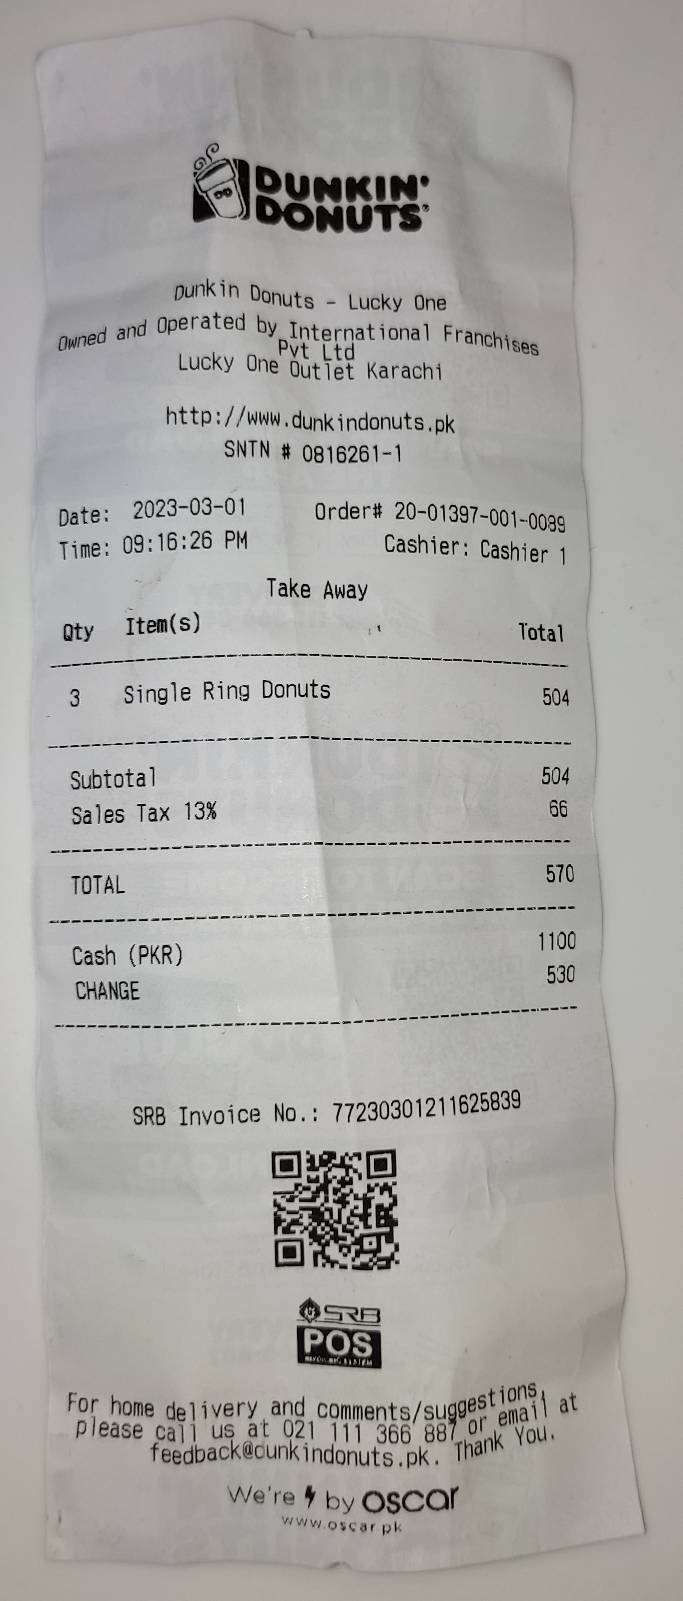 DUNKIN'
DONUTS
Dunkin Donuts - Lucky One
Owned and Operated by International Franchises
Pvt Ltd
Lucky One Outlet Karachi
http://www.dunkindonuts.pk
SNTN # 0816261-1
Date: 2023-03-01 Order# 20-01397-001-0089
Time: 09:16:26 PM Cashier: Cashier 1
Take Away
Qty Item(s) Total
3 Single Ring Donuts 504
Subtotal 504
Sales Tax 13% 66
TOTAL 570
Cash (PKR) 1100
CHANGE 530
SRB Invoice No.: 77230301211625839
SRB
POS
For home delivery and comments/suggestions,
please call us at 021 111 366 887 or email at
feedback@dunkindonuts.pk. Thank You.
We're by oscar
www.oscar.pk